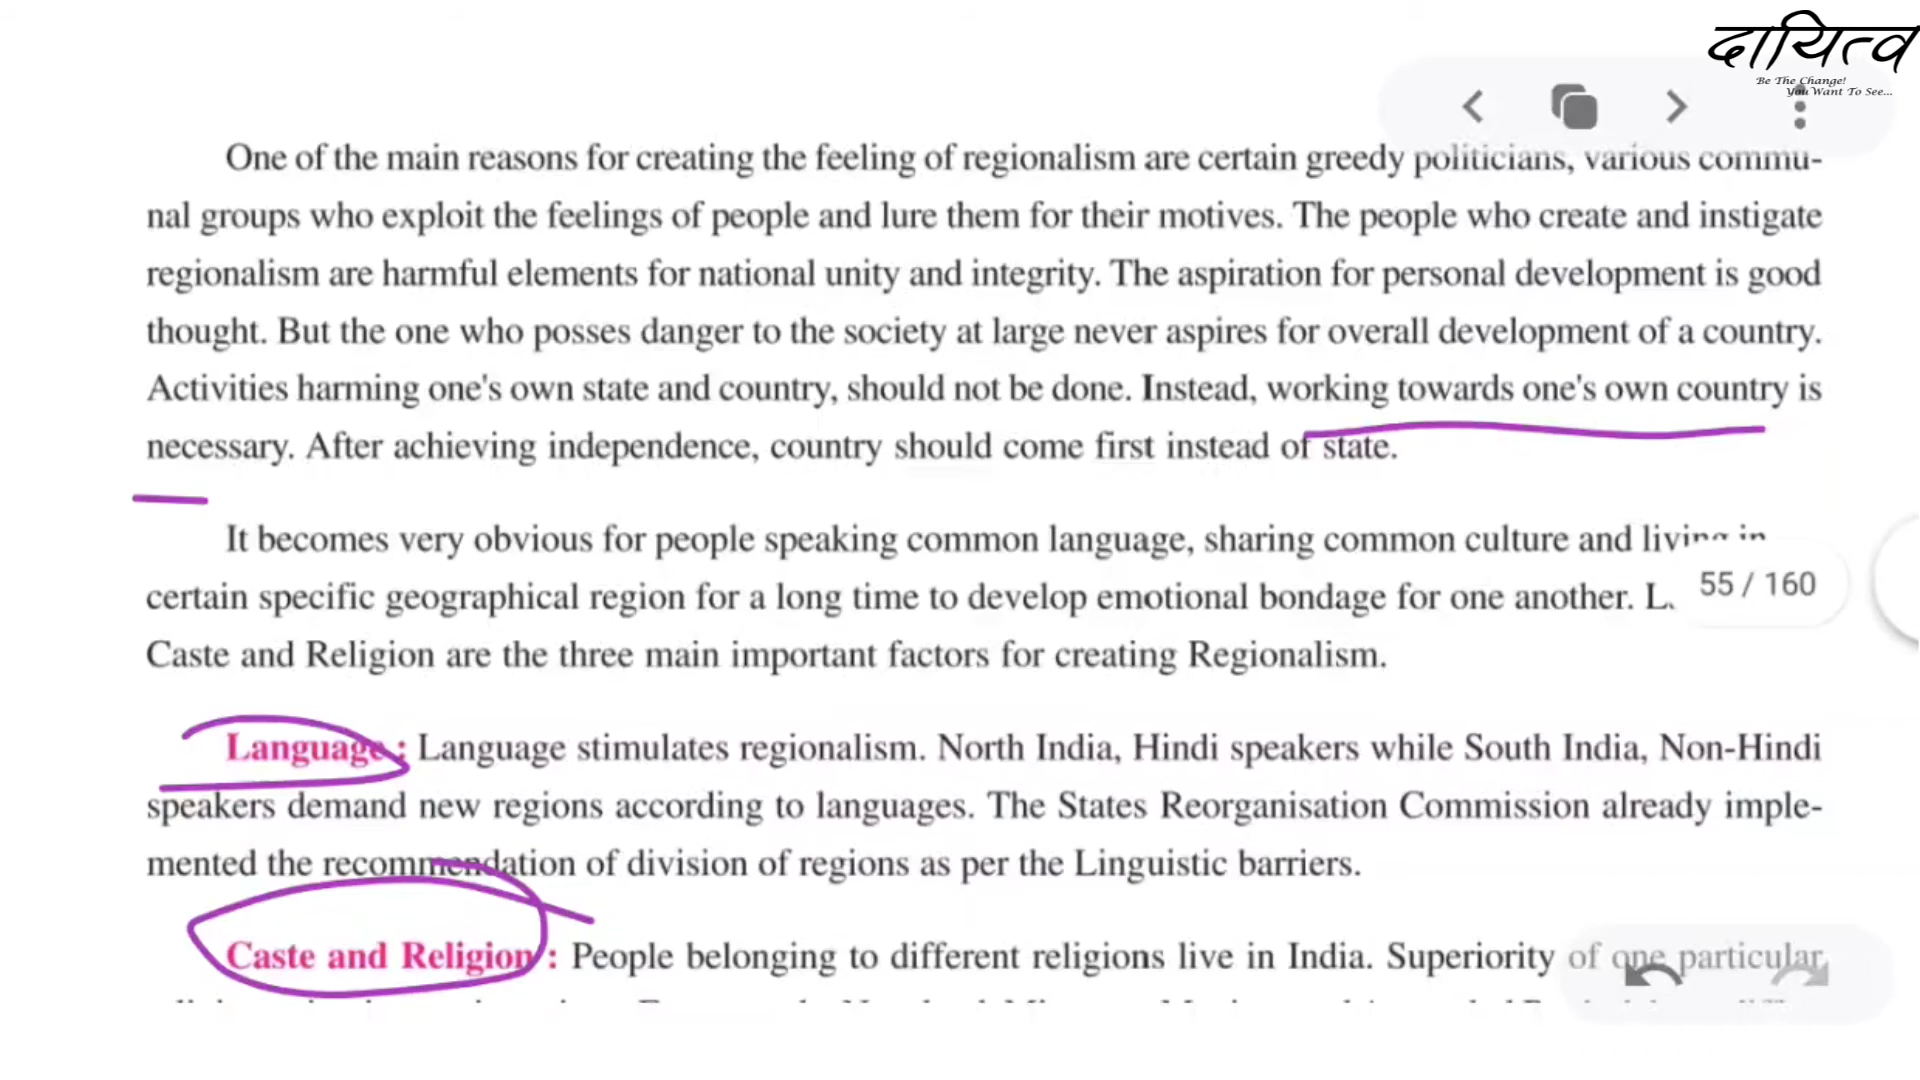 दायित्व
Be The Change!
You Want To See...
One of the main reasons for creating the feeling of regionalism are certain greedy politicians, various commu-
nal groups who exploit the feelings of people and lure them for their motives. The people who create and instigate
regionalism are harmful elements for national unity and integrity. The aspiration for personal development is good
thought. But the one who posses danger to the society at large never aspires for overall development of a country.
Activities harming one's own state and country, should not be done. Instead, working towards one's own country is
necessary. After achieving independence, country should come first instead of state.
It becomes very obvious for people speaking common language, sharing common culture and living in
certain specific geographical region for a long time to develop emotional bondage for one another.
55 / 160
Caste and Religion are the three main important factors for creating Regionalism.
Language : Language stimulates regionalism. North India, Hindi speakers while South India, Non-Hindi
speakers demand new regions according to languages. The States Reorganisation Commission already imple-
mented the recommendation of division of regions as per the Linguistic barriers.
Caste and Religion : People belonging to different religions live in India. Superiority of one particular